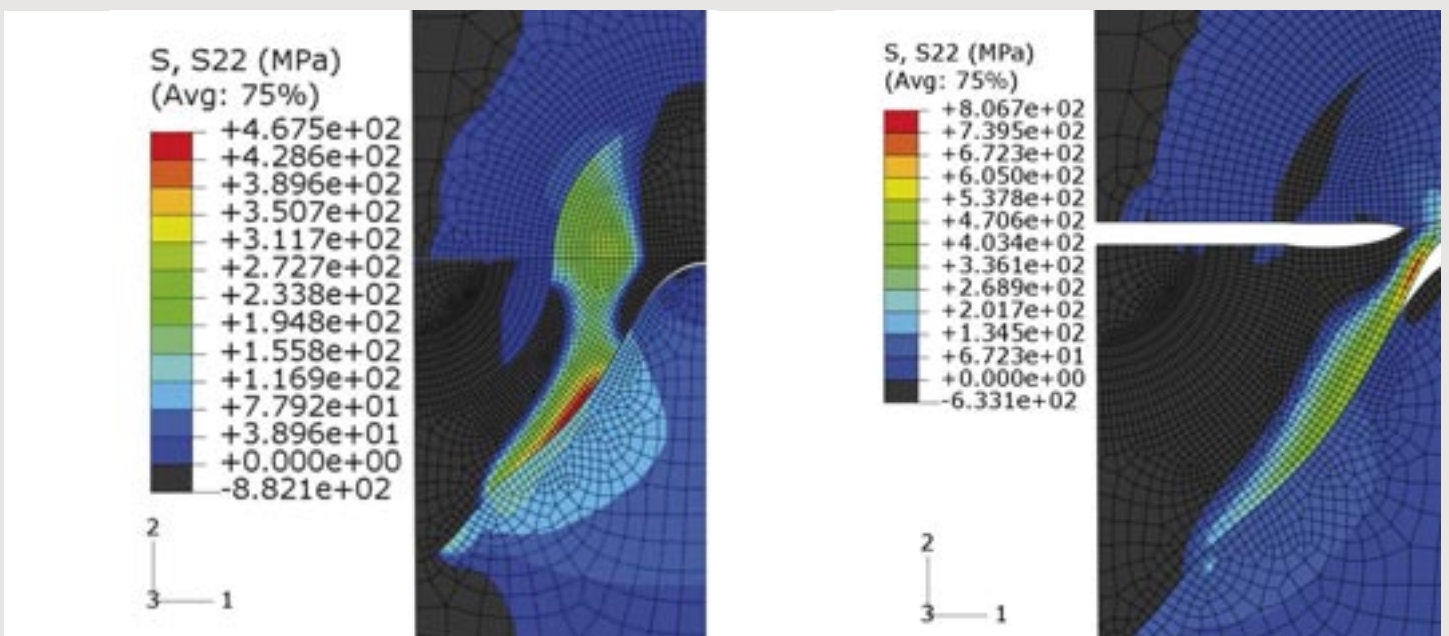 S, S22 (MPa)
(Avg: 75%)
+4.675e+02
+4.286e+02
+3.896e+02
+3.507e+02
+3.117e+02
+2.727e+02
+2.338e+02
+1.948e+02
+1.558e+02
+1.169e+02
+7.792e+01
+3.896e+01
+0.000e+00
-8.821e+02
2
3 1
S, S22 (MPa)
(Avg: 75%)
+8.067e+02
+7.395e+02
+6.723e+02
+6.050e+02
+5.378e+02
+4.706e+02
+4.034e+02
+3.361e+02
+2.689e+02
+2.017e+02
+1.345e+02
+6.723e+01
+0.000e+00
-6.331e+02
2
3 1